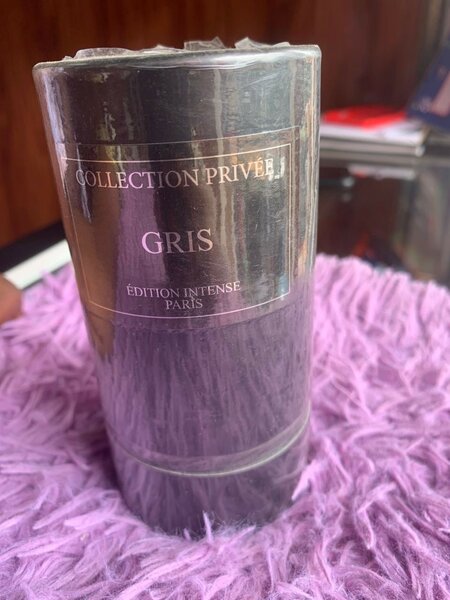 COLLECTION PRIVÉE
GRIS
ÉDITION INTENSE
PARIS